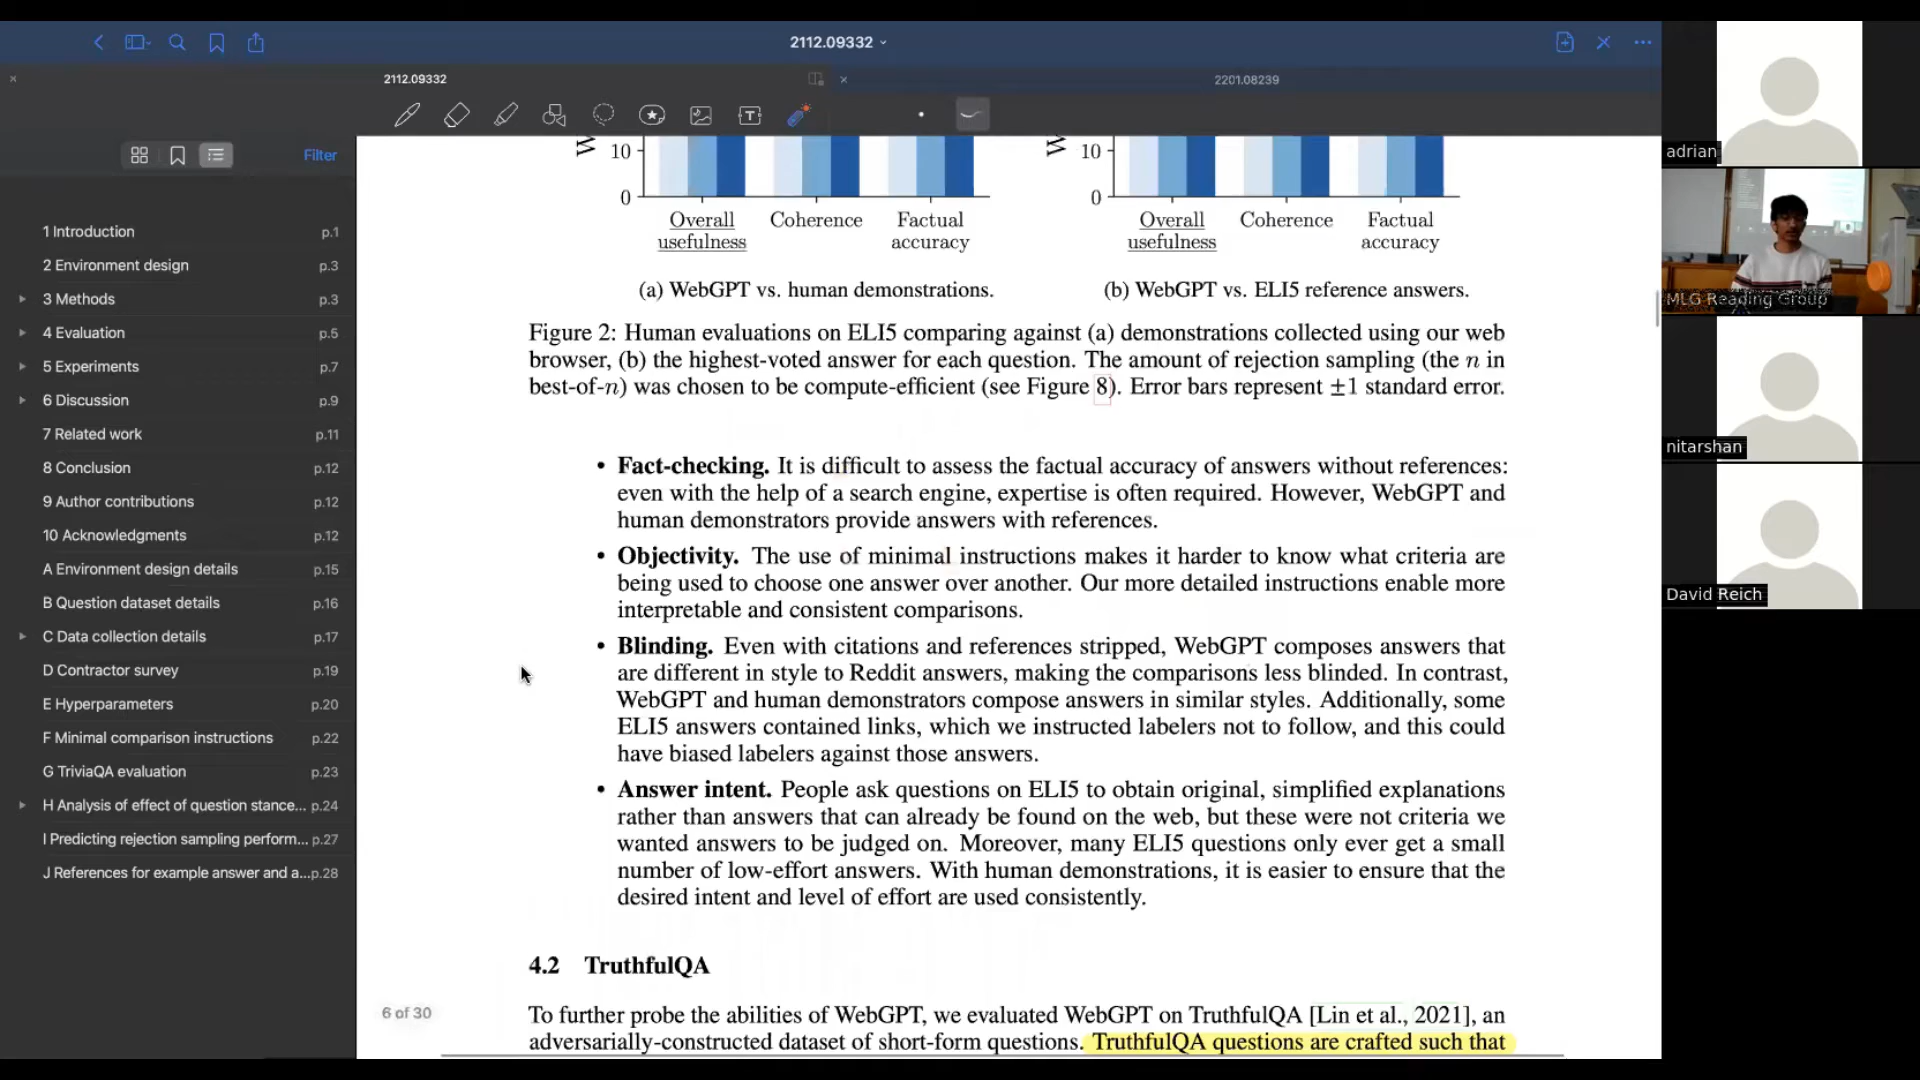 2112.09332
2112.09332
2201.08239
Filter
1 Introduction p.1
2 Environment design p.3
3 Methods p.3
4 Evaluation p.5
5 Experiments p.7
6 Discussion p.9
7 Related work p.11
8 Conclusion p.12
9 Author contributions p.12
10 Acknowledgments p.12
A Environment design details p.15
B Question dataset details p.16
C Data collection details p.17
D Contractor survey p.19
E Hyperparameters p.20
F Minimal comparison instructions p.22
G TriviaQA evaluation p.23
H Analysis of effect of question stance... p.24
I Predicting rejection sampling perform... p.27
J References for example answer and a... p.28
W
10
0
Overall usefulness
Coherence
Factual accuracy
(a) WebGPT vs. human demonstrations.
W
10
0
Overall usefulness
Coherence
Factual accuracy
(b) WebGPT vs. ELI5 reference answers.
Figure 2: Human evaluations on ELI5 comparing against (a) demonstrations collected using our web
browser, (b) the highest-voted answer for each question. The amount of rejection sampling (the n in
best-of-n) was chosen to be compute-efficient (see Figure 8). Error bars represent ±1 standard error.
• Fact-checking. It is difficult to assess the factual accuracy of answers without references:
even with the help of a search engine, expertise is often required. However, WebGPT and
human demonstrators provide answers with references.
• Objectivity. The use of minimal instructions makes it harder to know what criteria are
being used to choose one answer over another. Our more detailed instructions enable more
interpretable and consistent comparisons.
• Blinding. Even with citations and references stripped, WebGPT composes answers that
are different in style to Reddit answers, making the comparisons less blinded. In contrast,
WebGPT and human demonstrators compose answers in similar styles. Additionally, some
ELI5 answers contained links, which we instructed labelers not to follow, and this could
have biased labelers against those answers.
• Answer intent. People ask questions on ELI5 to obtain original, simplified explanations
rather than answers that can already be found on the web, but these were not criteria we
wanted answers to be judged on. Moreover, many ELI5 questions only ever get a small
number of low-effort answers. With human demonstrations, it is easier to ensure that the
desired intent and level of effort are used consistently.
4.2 TruthfulQA
To further probe the abilities of WebGPT, we evaluated WebGPT on TruthfulQA [Lin et al., 2021], an
adversarially-constructed dataset of short-form questions. TruthfulQA questions are crafted such that
6 of 30
adrian
MLG Reading Group
nitarshan
David Reich